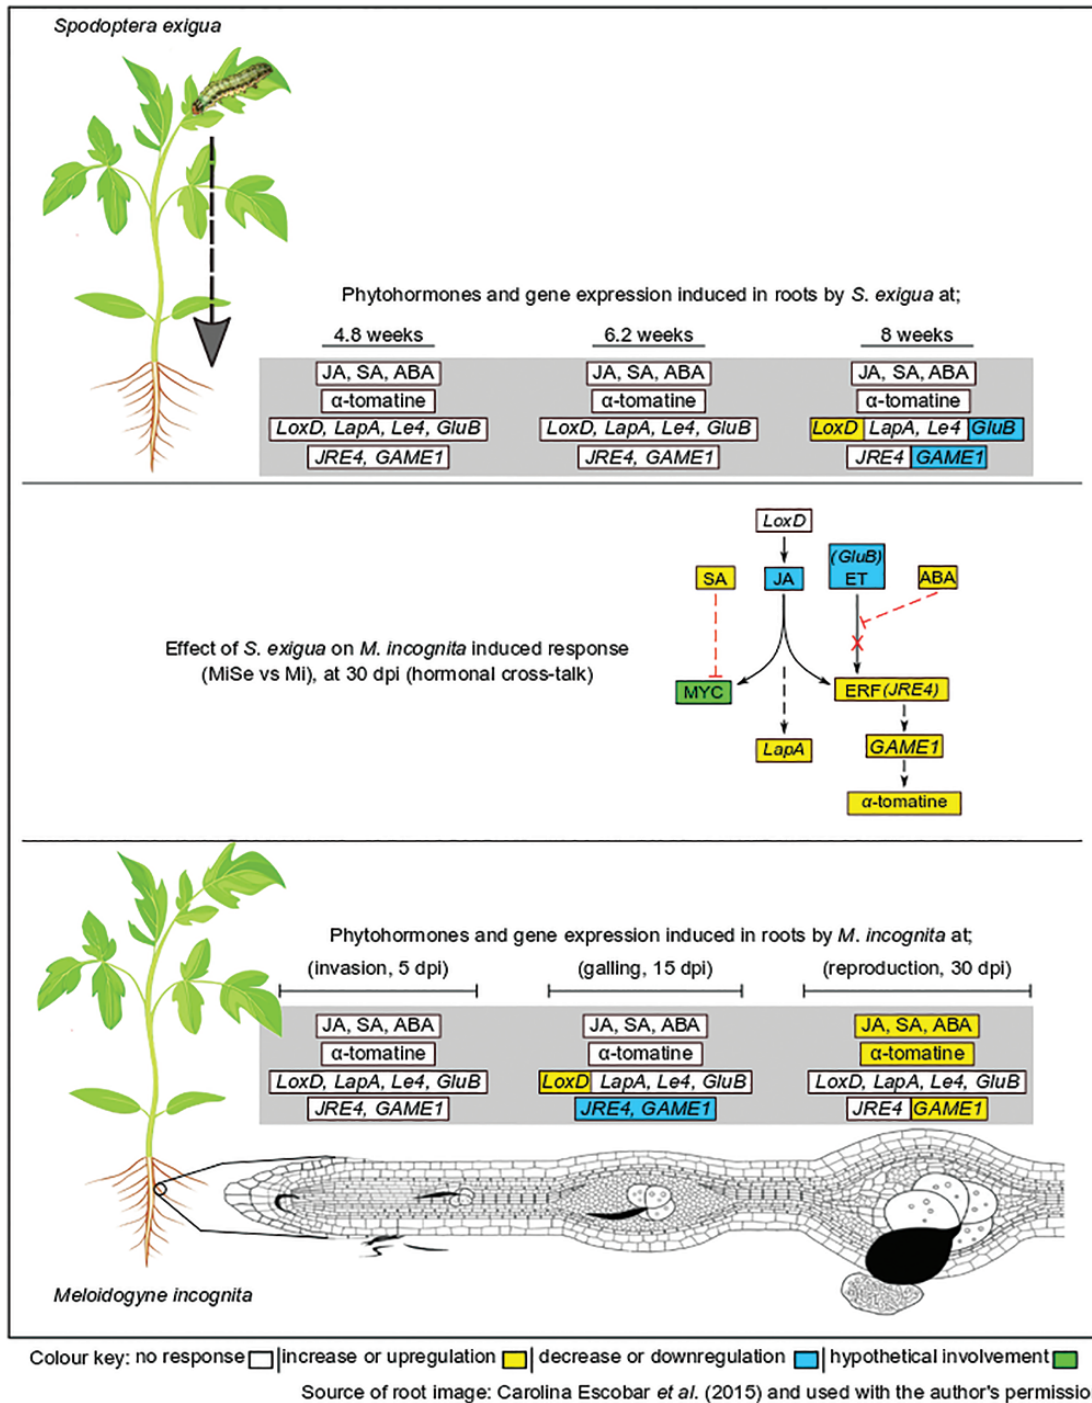 Spodoptera exigua
Phytohormones and gene expression induced in roots by S. exigua at;
4.8 weeks 6.2 weeks 8 weeks
JA, SA, ABA JA, SA, ABA JA, SA, ABA
α-tomatine α-tomatine α-tomatine
LoxD, LapA, Le4, GluB LoxD, LapA, Le4, GluB LoxD LapA, Le4 GluB
JRE4, GAME1 JRE4, GAME1 JRE4 GAME1
LoxD
(GluB)
SA JA ET ABA
Effect of S. exigua on M. incognita induced response
(MiSe vs Mi), at 30 dpi (hormonal cross-talk)
MYC ERF(JRE4)
LapA GAME1
α-tomatine
Phytohormones and gene expression induced in roots by M. incognita at;
(invasion, 5 dpi) (galling, 15 dpi) (reproduction, 30 dpi)
JA, SA, ABA JA, SA, ABA JA, SA, ABA
α-tomatine α-tomatine α-tomatine
LoxD, LapA, Le4, GluB LoxD LapA, Le4, GluB LoxD, LapA, Le4, GluB
JRE4, GAME1 JRE4, GAME1 JRE4 GAME1
Meloidogyne incognita
Colour key: no response increase or upregulation decrease or downregulation hypothetical involvement
Source of root image: Carolina Escobar et al. (2015) and used with the author's permissio